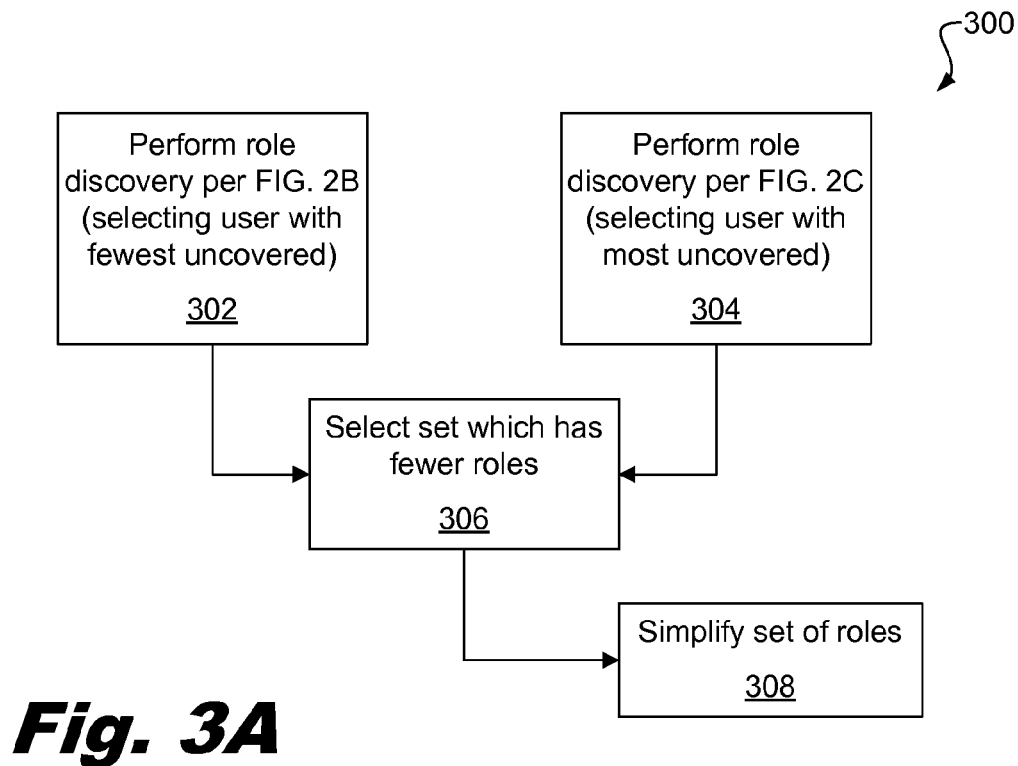 300
Perform role
discovery per FIG. 2B
(selecting user with
fewest uncovered)
302
Perform role
discovery per FIG. 2C
(selecting user with
most uncovered)
304
Select set which has
fewer roles
306
Simplify set of roles
308
Fig. 3A